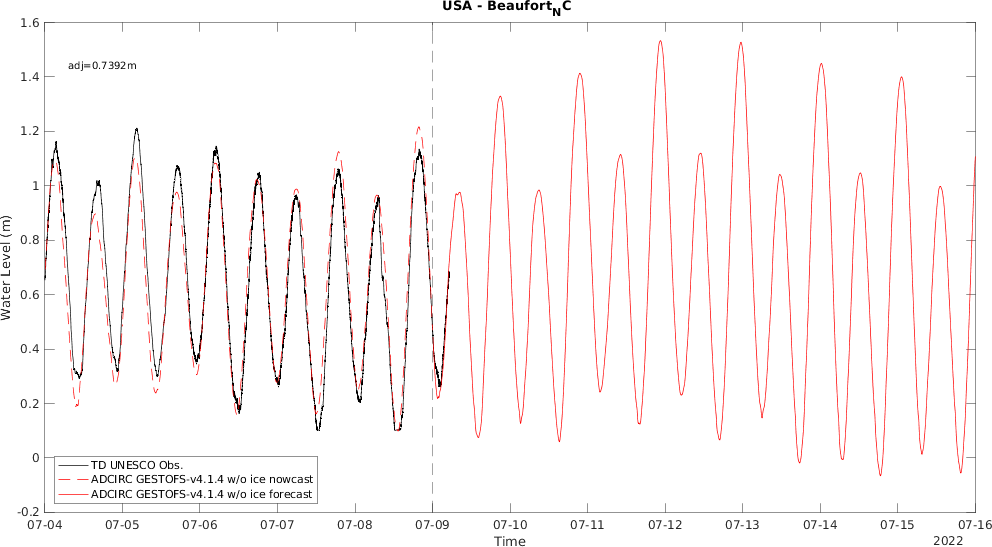 USA - Beaufort_NC
adj=0.7392m
Water Level (m)
1.6
1.4
1.2
1
0.8
0.6
0.4
0.2
0
-0.2
TD UNESCO Obs.
ADCIRC GESTOFS-v4.1.4 w/o ice nowcast
ADCIRC GESTOFS-v4.1.4 w/o ice forecast
07-04 07-05 07-06 07-07 07-08 07-09 07-10 07-11 07-12 07-13 07-14 07-15 07-16
Time
2022